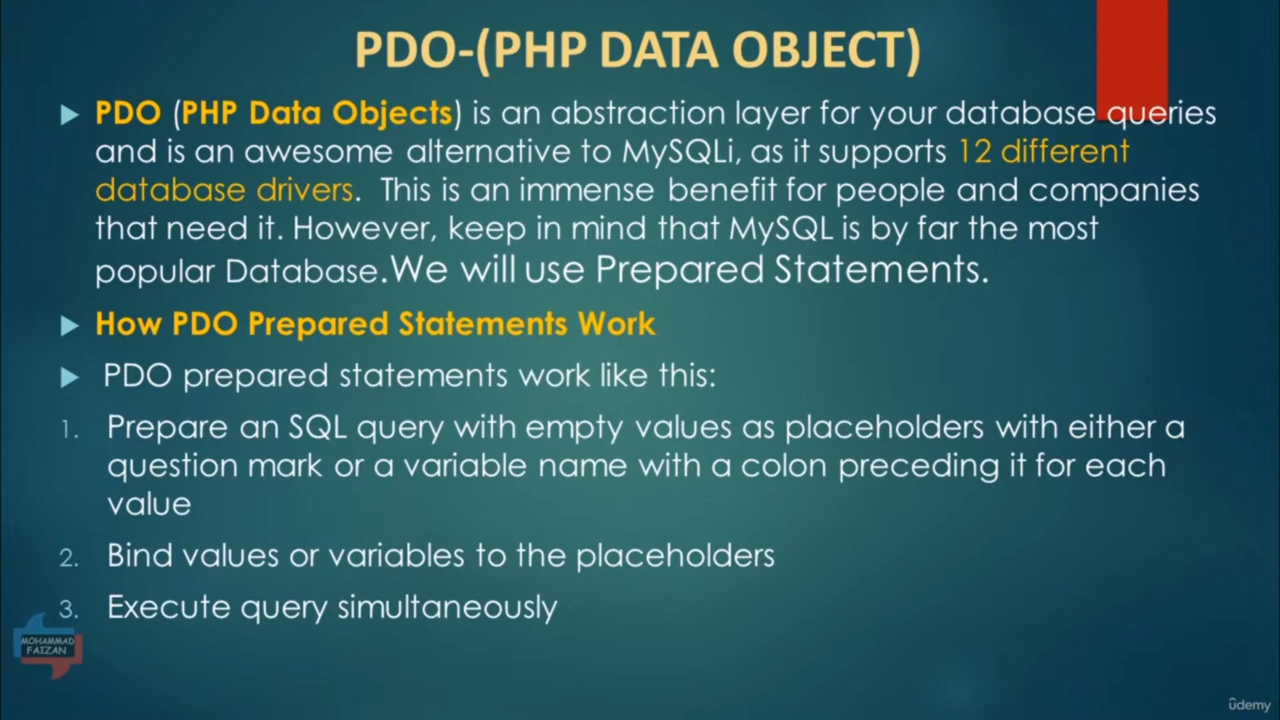 PDO-(PHP DATA OBJECT)
PDO (PHP Data Objects) is an abstraction layer for your database queries
and is an awesome alternative to MySQLi, as it supports 12 different
database drivers. This is an immense benefit for people and companies
that need it. However, keep in mind that MySQL is by far the most
popular Database.We will use Prepared Statements.
How PDO Prepared Statements Work
PDO prepared statements work like this:
1. Prepare an SQL query with empty values as placeholders with either a
question mark or a variable name with a colon preceding it for each
value
2. Bind values or variables to the placeholders
3. Execute query simultaneously
MOHAMMAD
FAIZAN
ûdemy